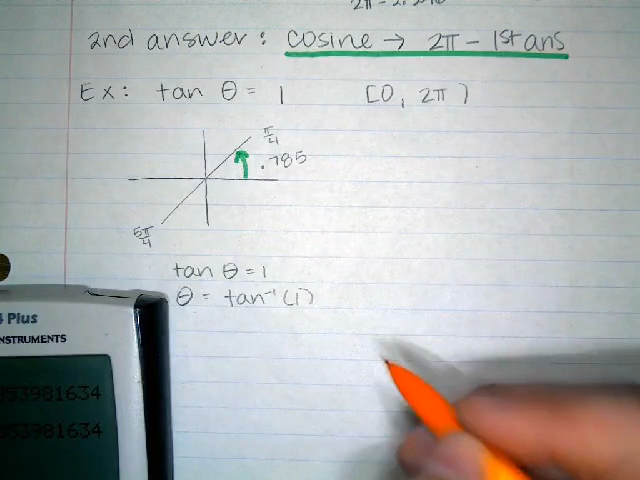 2nd answer: cosine → 2π - 1st ans
Ex: tan θ = 1 [0, 2π)
π/4
.785
5π/4
tan θ = 1
θ = tan⁻¹(1)
Plus
INSTRUMENTS
53981634
53981634